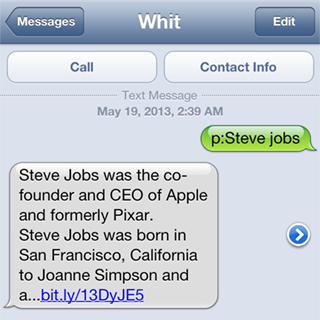 Messages Whit Edit
Call Contact Info
Text Message
May 19, 2013, 2:39 AM
p:Steve jobs
Steve Jobs was the co-
founder and CEO of Apple
and formerly Pixar.
Steve Jobs was born in
San Francisco, California
to Joanne Simpson and
a...bit.ly/13DyJE5